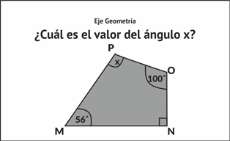 Eje Geometría
¿Cuál es el valor del ángulo x?
P
x
O
100°
56°
M
N